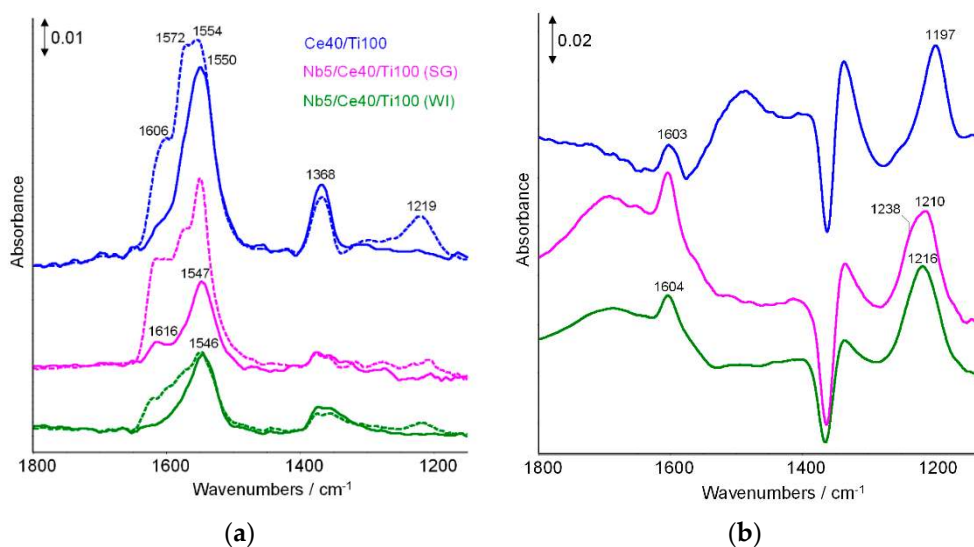 0.01
1572
1554
1550
1606
1368
1219
1547
1616
1546
Ce40/Ti100
Nb5/Ce40/Ti100 (SG)
Nb5/Ce40/Ti100 (WI)
Absorbance
1800
1600
1400
1200
Wavenumbers / cm-1
(a)
0.02
1197
1603
1238
1210
1604
1216
Absorbance
1800
1600
1400
1200
Wavenumbers / cm-1
(b)